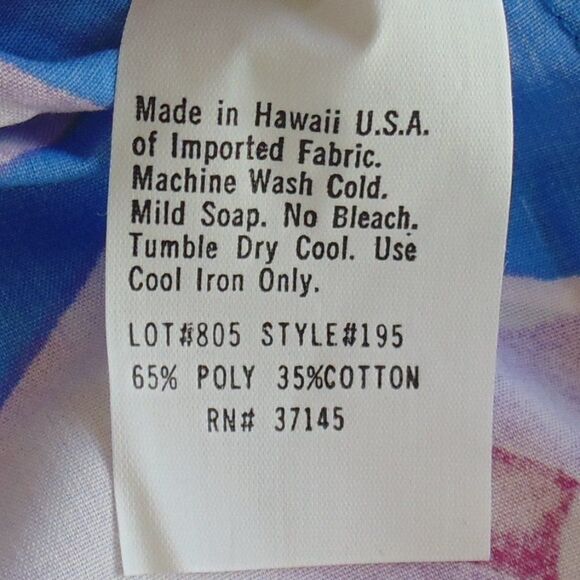 Made in Hawaii U.S.A.
of Imported Fabric.
Machine Wash Cold.
Mild Soap. No Bleach.
Tumble Dry Cool. Use
Cool Iron Only.
LOT#805 STYLE#195
65% POLY 35%COTTON
RN# 37145